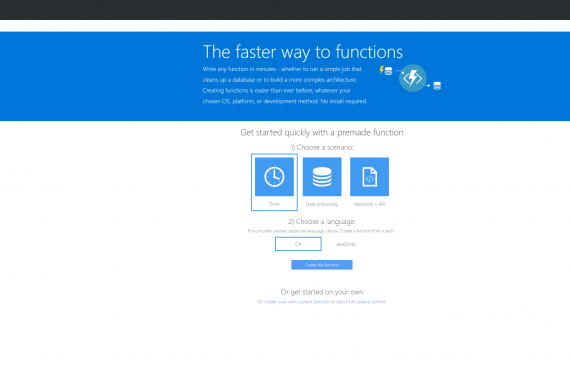 The faster way to functions
Write any function in minutes - whether to run a simple job that
cleans up a database or to build a more complex architecture.
Creating functions is easier than ever before, whatever your
chosen OS, platform, or development method. No install required.
Get started quickly with a premade function
1) Choose a scenario:
Timer
Data processing
Webhook + API
2) Choose a language:
If you'd prefer another supported language, choose "Create a function from scratch"
C#
JavaScript
Create this function
Or get started on your own
Or create your own custom function or start from source control